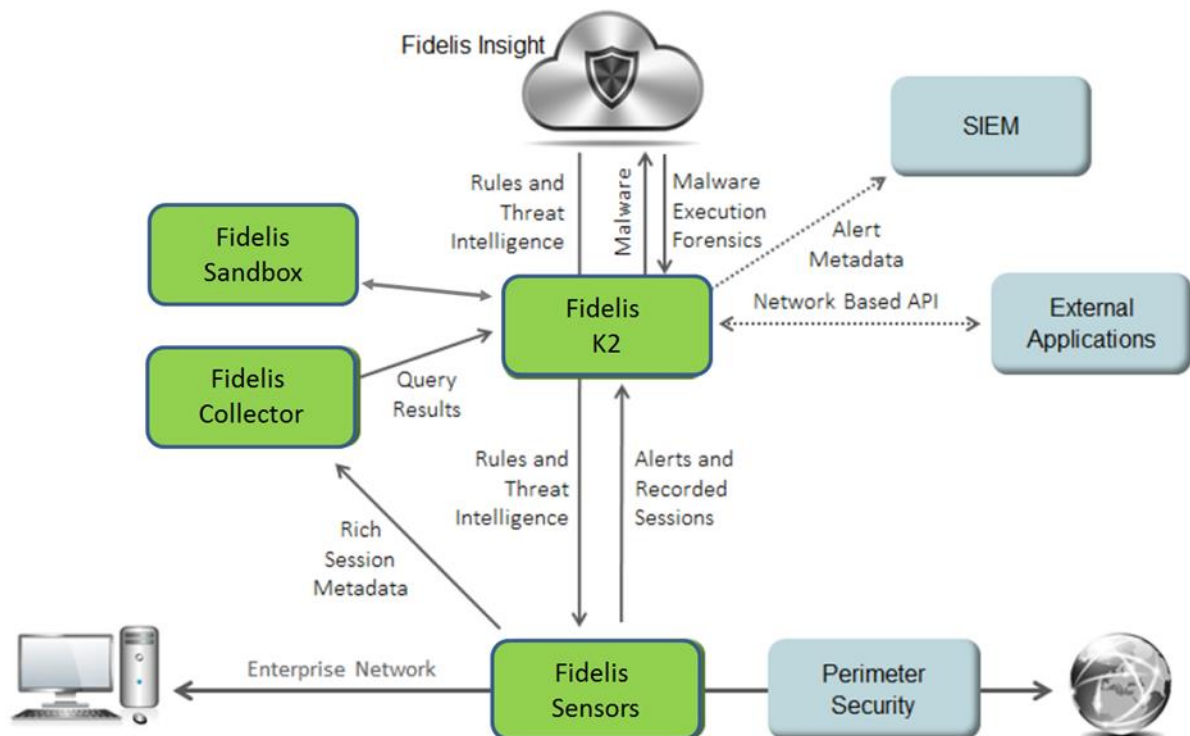 Fidelis Insight
SIEM
Rules and
Threat
Intelligence
Malware
Malware
Execution
Forensics
Alert
Metadata
Fidelis
Sandbox
Fidelis
K2
Network Based API
External
Applications
Fidelis
Collector
Query
Results
Rules and
Threat
Intelligence
Alerts and
Recorded
Sessions
Rich
Session
Metadata
Enterprise Network
Fidelis
Sensors
Perimeter
Security